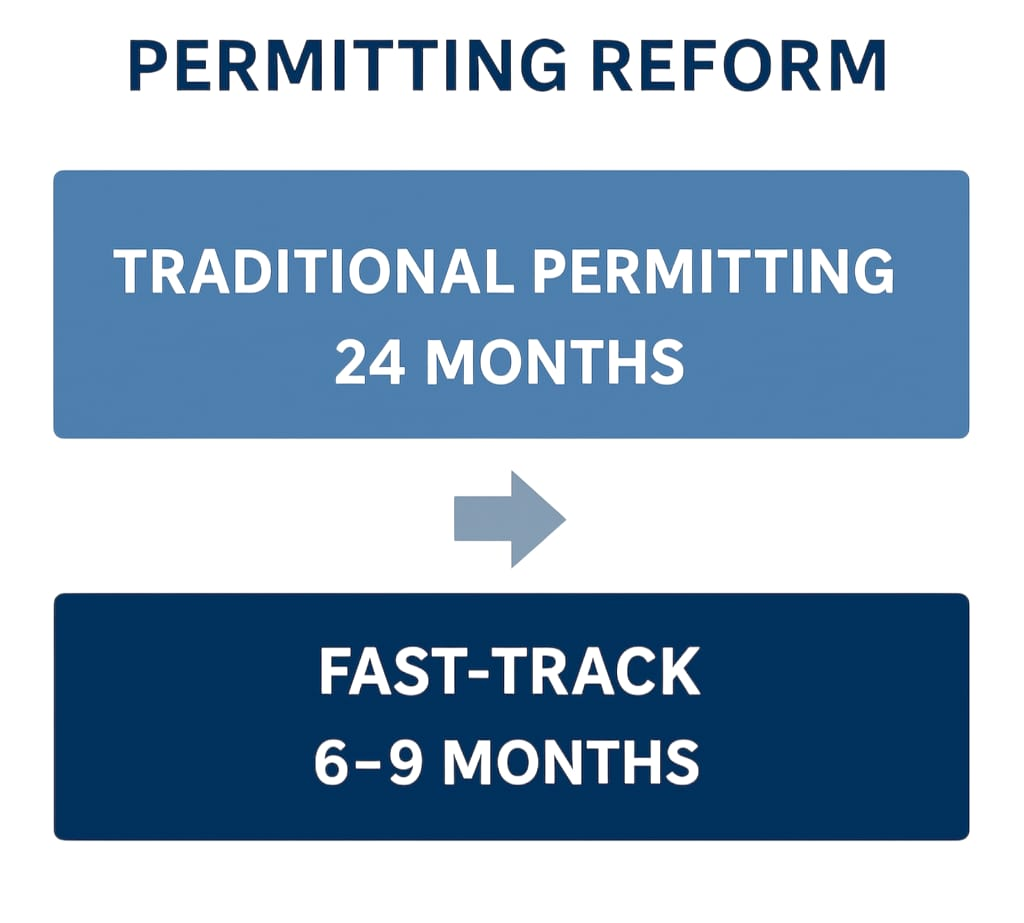 PERMITTING REFORM
TRADITIONAL PERMITTING
24 MONTHS
FAST-TRACK
6–9 MONTHS